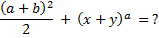 (a + b)²/2 + (x + y)ᵃ = ?